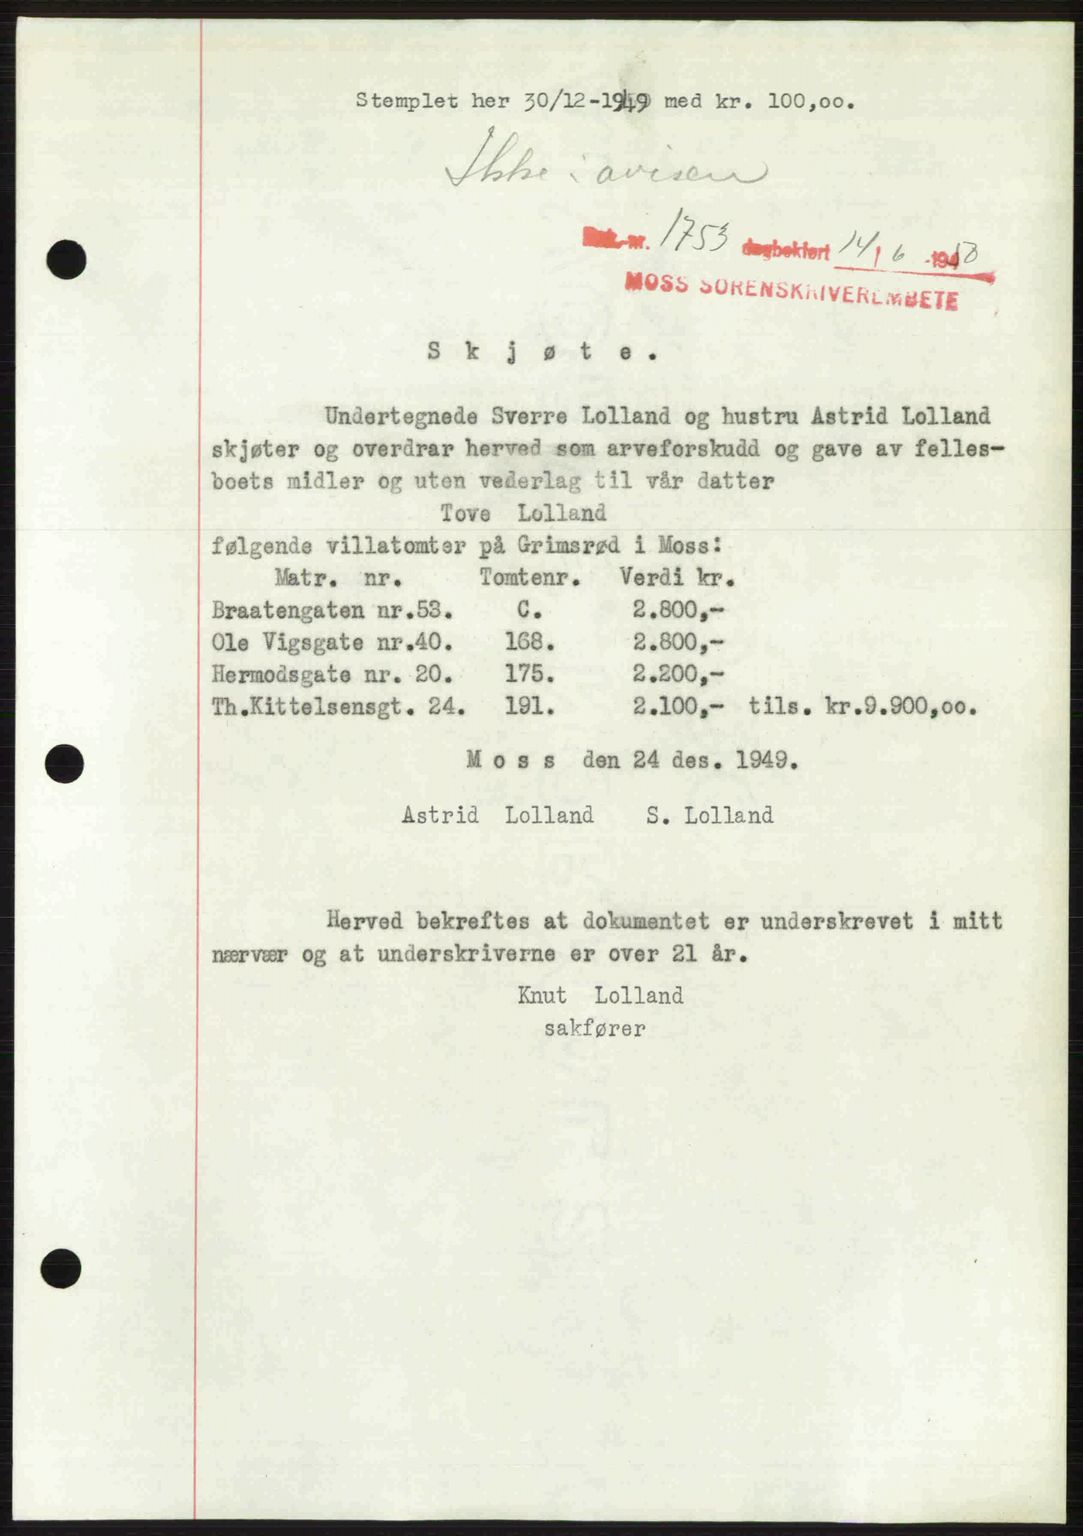 Stemplet her 30/12-1949 med kr. 100,oo.
Ikke i avisen
nr. 1753 dagbokført 14/6 -1950
MOSS SORENSKRIVEREMBETE
S k j ø t e .
Undertegnede Sverre Lolland og hustru Astrid Lolland
skjøter og overdrar herved som arveforskudd og gave av felles-
boets midler og uten vederlag til vår datter
Tove Lolland
følgende villatomter på Grimsrød i Moss:
Matr. nr. Tomtenr. Verdi kr.
Braatengaten nr.53. C. 2.800,-
Ole Vigsgate nr.40. 168. 2.800,-
Hermodsgate nr. 20. 175. 2.200,-
Th.Kittelsensgt. 24. 191. 2.100,- tils. kr.9.900,oo.
M o s s den 24 des. 1949.
Astrid Lolland S. Lolland
Herved bekreftes at dokumentet er underskrevet i mitt
nærvær og at underskriverne er over 21 år.
Knut Lolland
sakfører